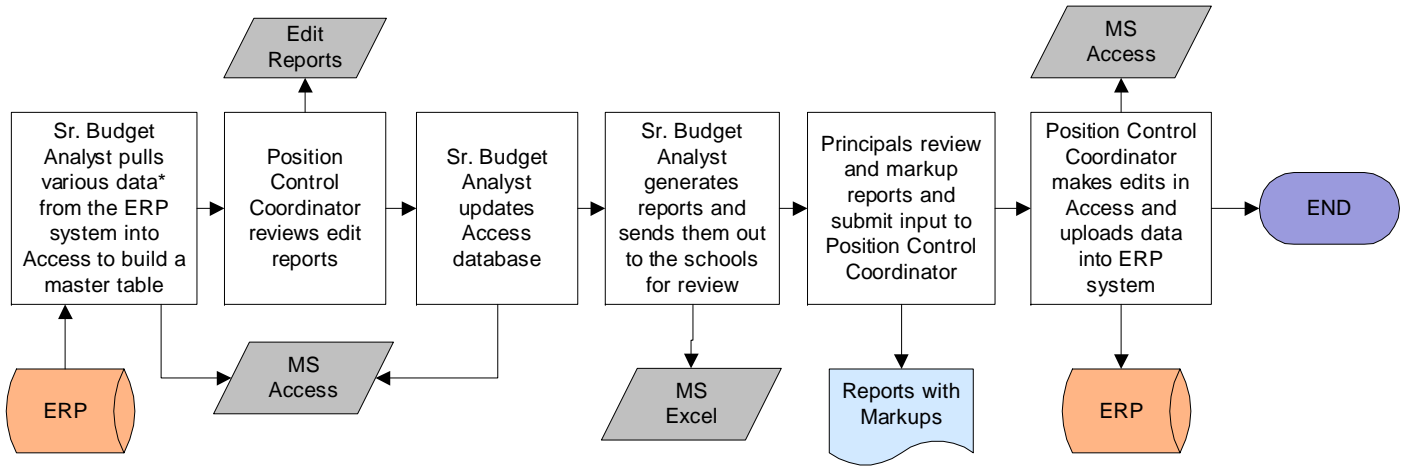 Edit
Reports
MS
Access
Sr. Budget
Analyst pulls
various data*
from the ERP
system into
Access to build a
master table
Position
Control
Coordinator
reviews edit
reports
Sr. Budget
Analyst
updates
Access
database
Sr. Budget
Analyst
generates
reports and
sends them out
to the schools
for review
Principals review
and markup
reports and
submit input to
Position Control
Coordinator
Position Control
Coordinator
makes edits in
Access and
uploads data
into ERP
system
END
ERP
MS
Access
MS
Excel
Reports with
Markups
ERP